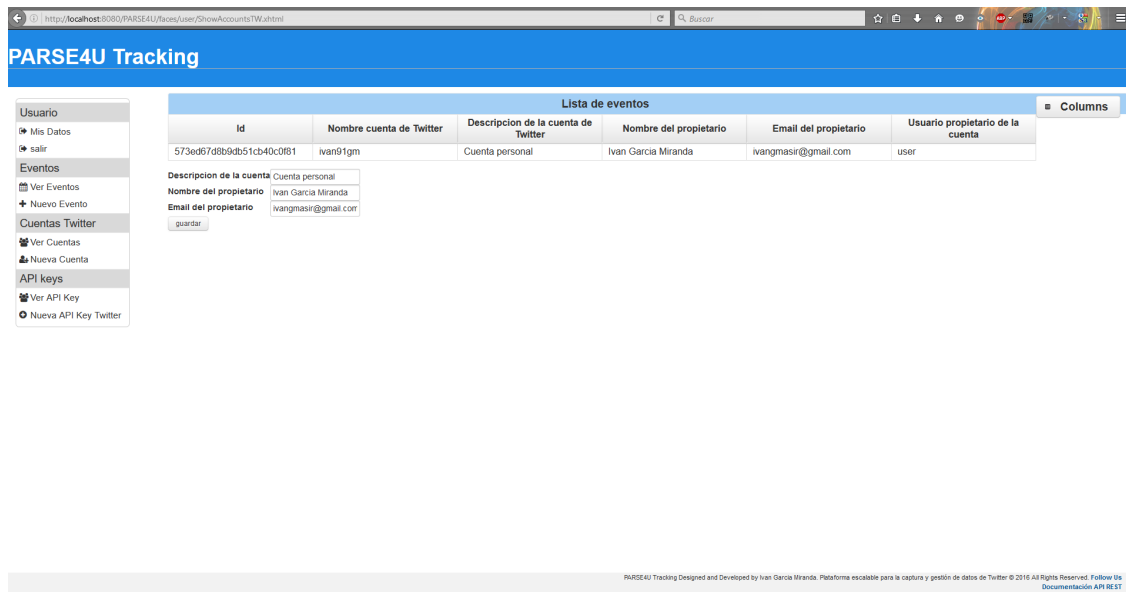 http://localhost:8080/PARSE4U/faces/user/ShowAccountsTW.xhtml
Buscar
ABP
PARSE4U Tracking
Usuario
Mis Datos
salir
Eventos
Ver Eventos
Nuevo Evento
Cuentas Twitter
Ver Cuentas
Nueva Cuenta
API keys
Ver API Key
Nueva API Key Twitter
Lista de eventos
Columns
Id
Nombre cuenta de Twitter
Descripcion de la cuenta de
Twitter
Nombre del propietario
Email del propietario
Usuario propietario de la
cuenta
573ed67d8b9db51cb40c0f81
ivan91gm
Cuenta personal
Ivan Garcia Miranda
ivangmasir@gmail.com
user
Descripcion de la cuenta Cuenta personal
Nombre del propietario Ivan Garcia Miranda
Email del propietario ivangmasir@gmail.com
guardar
PARSE4U Tracking Designed and Developed by Ivan Garcia Miranda. Plataforma escalable para la captura y gestión de datos de Twitter © 2016 All Rights Reserved. Follow Us
Documentación API REST